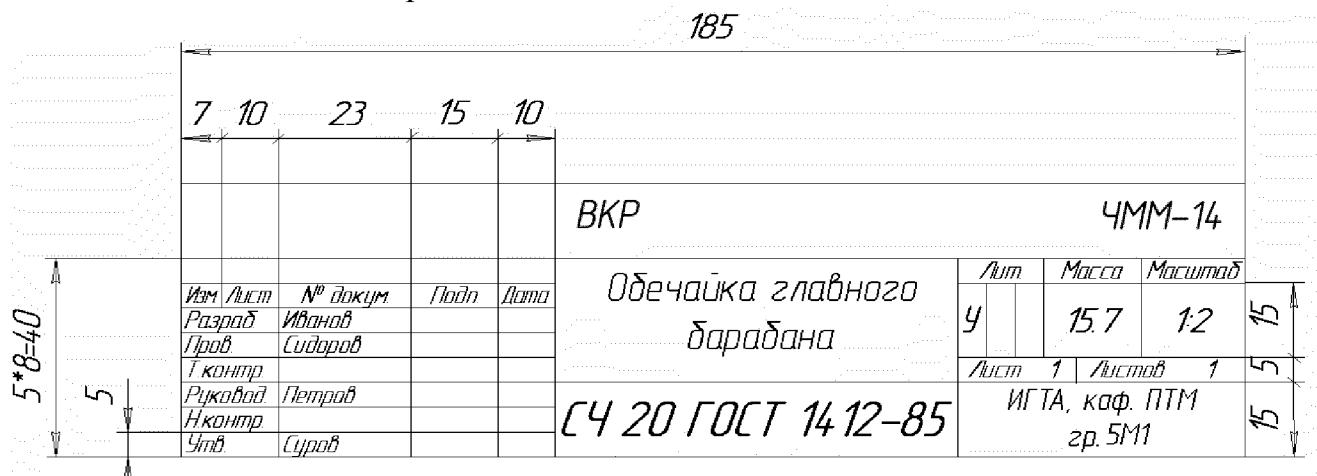 185
7 10 23 15 10
ВКР ЧММ-14
Обечайка главного
барабана
Лит Масса Масштаб
У 15.7 1:2
Лист 1 Листов 1
Изм Лист № докум. Подп Дата
Разраб Иванов
Пров. Сидоров
Т.контр
Руковод. Петров
Н.контр.
Утв. Суров
СЧ 20 ГОСТ 1412-85
ИГТА, каф. ПТМ
гр. 5М1
5*8=40
5
15
5
15